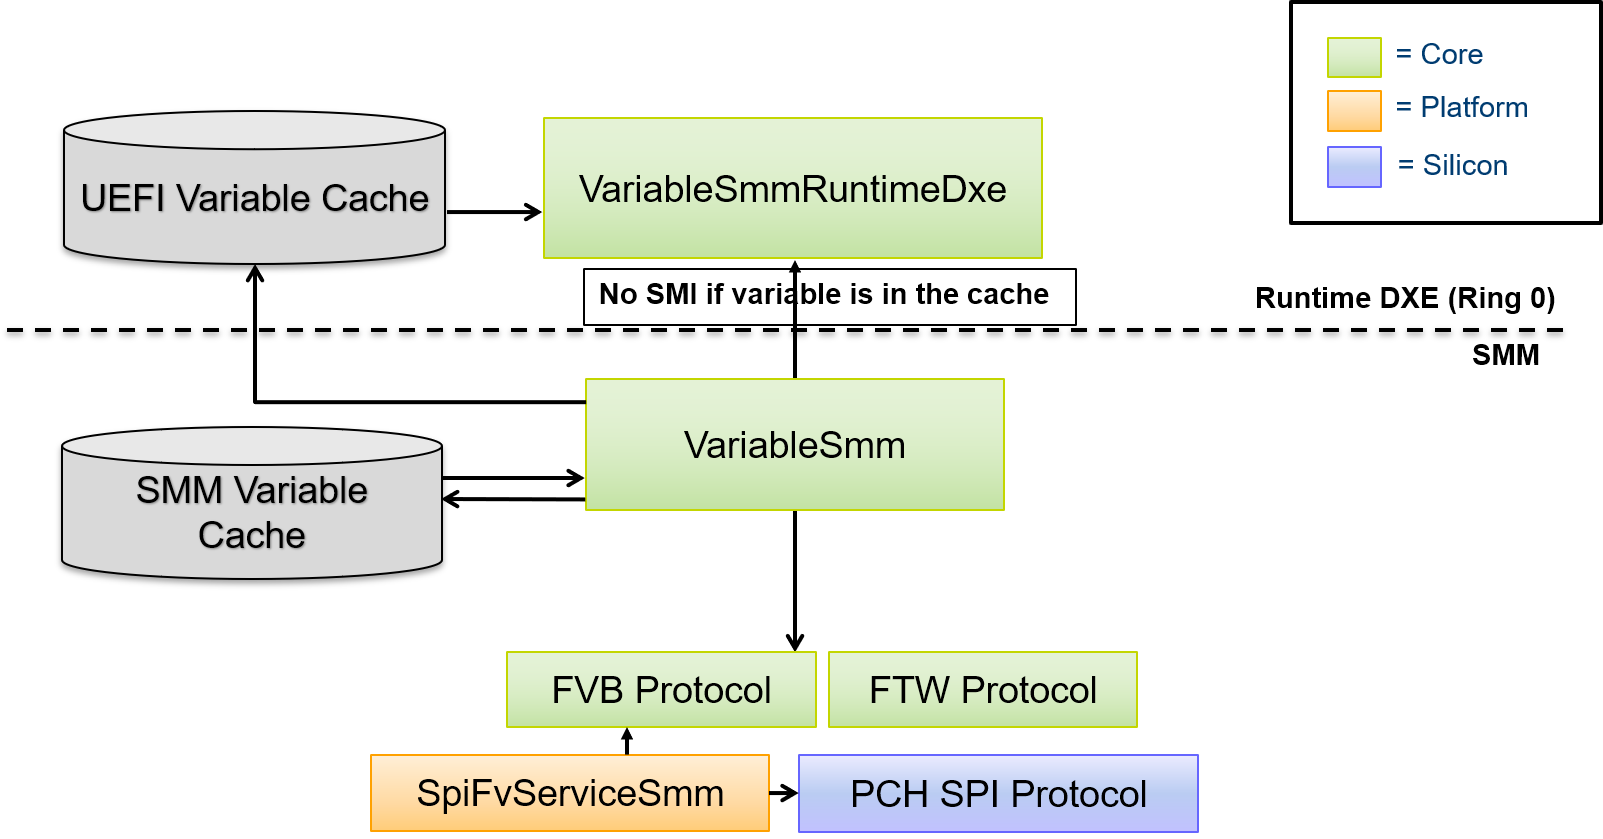 = Core
= Platform
= Silicon
UEFI Variable Cache
VariableSmmRuntimeDxe
No SMI if variable is in the cache
Runtime DXE (Ring 0)
SMM
VariableSmm
SMM Variable
Cache
FVB Protocol
FTW Protocol
SpiFvServiceSmm
PCH SPI Protocol